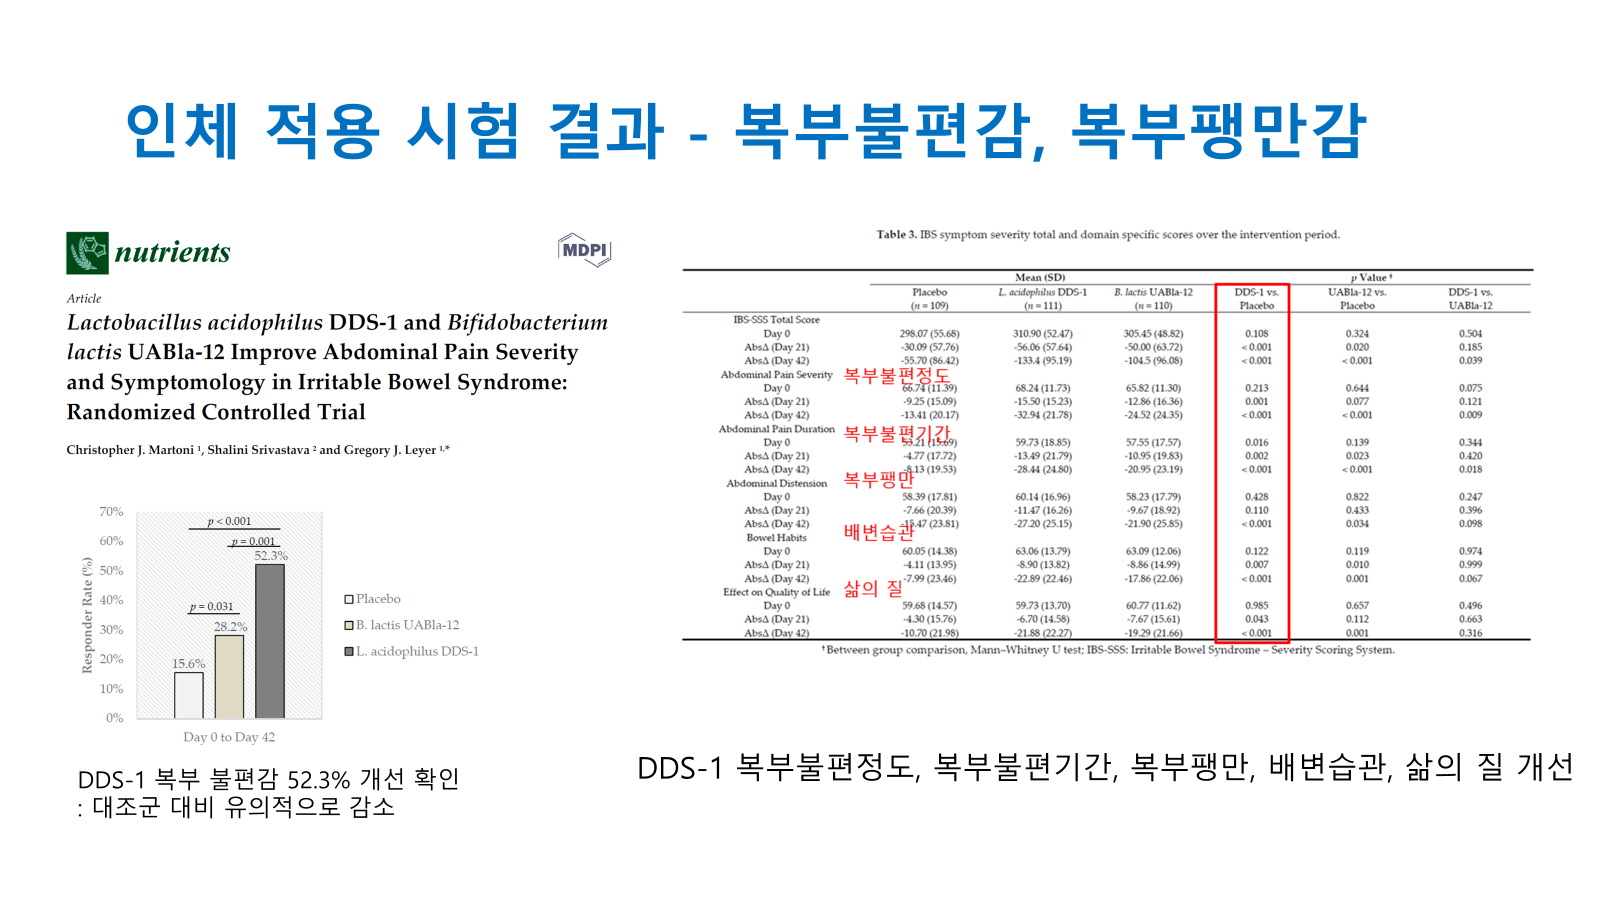 인체 적용 시험 결과 - 복부불편감, 복부팽만감
nutrients
MDPI
Article
Lactobacillus acidophilus DDS-1 and Bifidobacterium
lactis UABla-12 Improve Abdominal Pain Severity
and Symptomology in Irritable Bowel Syndrome:
Randomized Controlled Trial
Christopher J. Martoni ¹, Shalini Srivastava ² and Gregory J. Leyer ¹,*
Responder Rate (%)
70%
60%
50%
40%
30%
20%
10%
0%
p < 0.001
p = 0.001
52.3%
p = 0.031
28.2%
15.6%
Day 0 to Day 42
Placebo
B. lactis UABla-12
L. acidophilus DDS-1
DDS-1 복부 불편감 52.3% 개선 확인
: 대조군 대비 유의적으로 감소
Table 3. IBS symptom severity total and domain specific scores over the intervention period.
Mean (SD) p Value †
Placebo L. acidophilus DDS-1 B. lactis UABla-12 DDS-1 vs. UABla-12 vs. DDS-1 vs.
(n = 109) (n = 111) (n = 110) Placebo Placebo UABla-12
IBS-SSS Total Score
Day 0 298.07 (55.68) 310.90 (52.47) 305.45 (48.82) 0.108 0.324 0.504
AbsΔ (Day 21) -30.09 (57.76) -56.06 (57.64) -50.00 (63.72) < 0.001 0.020 0.185
AbsΔ (Day 42) -55.70 (86.42) -133.4 (95.19) -104.5 (96.08) < 0.001 < 0.001 0.039
Abdominal Pain Severity 복부불편정도
Day 0 66.74 (11.39) 68.24 (11.73) 65.82 (11.30) 0.213 0.644 0.075
AbsΔ (Day 21) -9.25 (15.09) -15.50 (15.23) -12.86 (16.36) 0.001 0.077 0.121
AbsΔ (Day 42) -13.41 (20.17) -32.94 (21.78) -24.52 (24.35) < 0.001 < 0.001 0.009
Abdominal Pain Duration 복부불편기간
Day 0 59.73 (18.85) 57.55 (17.57) 0.016 0.139 0.344
AbsΔ (Day 21) -4.77 (17.72) -13.49 (21.79) -10.95 (19.83) 0.002 0.023 0.420
AbsΔ (Day 42) -8.13 (19.53) -28.44 (24.80) -20.95 (23.19) < 0.001 < 0.001 0.018
Abdominal Distension 복부팽만
Day 0 58.39 (17.81) 60.14 (16.96) 58.23 (17.79) 0.428 0.822 0.247
AbsΔ (Day 21) -7.66 (20.39) -11.47 (16.26) -9.67 (18.92) 0.110 0.433 0.396
AbsΔ (Day 42) -15.47 (23.81) -27.20 (25.15) -21.90 (25.85) < 0.001 0.034 0.098
Bowel Habits 배변습관
Day 0 60.05 (14.38) 63.06 (13.79) 63.09 (12.06) 0.122 0.119 0.974
AbsΔ (Day 21) -4.11 (13.95) -8.90 (13.82) -8.86 (14.99) 0.007 0.010 0.999
AbsΔ (Day 42) -7.99 (23.46) -22.89 (22.46) -17.86 (22.06) < 0.001 0.001 0.067
Effect on Quality of Life 삶의 질
Day 0 59.68 (14.57) 59.73 (13.70) 60.77 (11.62) 0.985 0.657 0.496
AbsΔ (Day 21) -4.30 (15.76) -6.70 (14.58) -7.67 (15.61) 0.043 0.112 0.663
AbsΔ (Day 42) -10.70 (21.98) -21.88 (22.27) -19.29 (21.66) < 0.001 0.001 0.316
† Between group comparison, Mann–Whitney U test; IBS-SSS: Irritable Bowel Syndrome – Severity Scoring System.
DDS-1 복부불편정도, 복부불편기간, 복부팽만, 배변습관, 삶의 질 개선